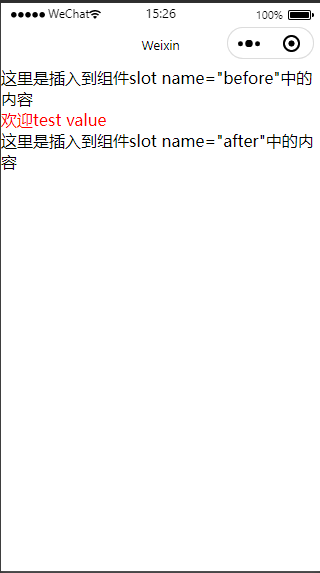 WeChat 15:26 100%
Weixin
这里是插入到组件slot name="before"中的
内容
欢迎test value
这里是插入到组件slot name="after"中的内
容